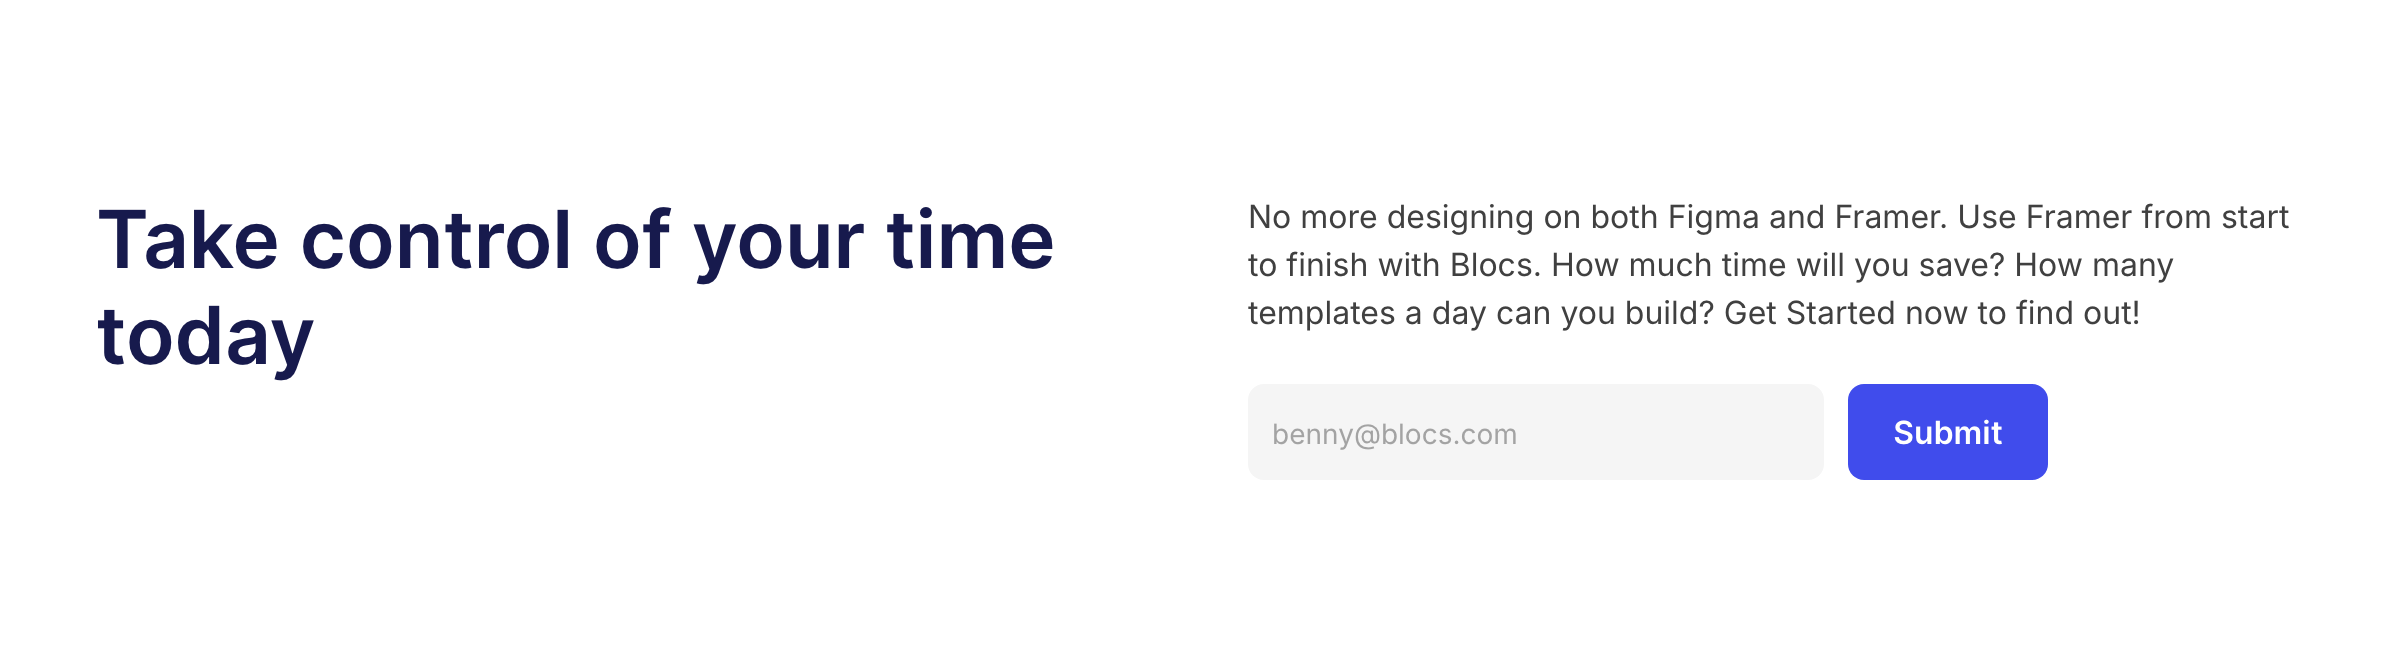 Take control of your time
today
No more designing on both Figma and Framer. Use Framer from start
to finish with Blocs. How much time will you save? How many
templates a day can you build? Get Started now to find out!
benny@blocs.com
Submit